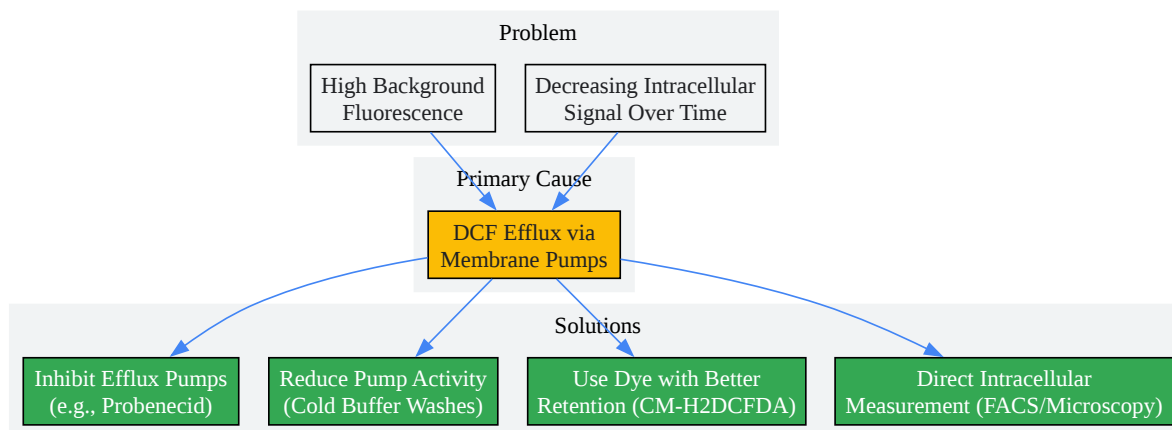 Problem
High Background
Fluorescence
Decreasing Intracellular
Signal Over Time
Primary Cause
DCF Efflux via
Membrane Pumps
Solutions
Inhibit Efflux Pumps
(e.g., Probenecid)
Reduce Pump Activity
(Cold Buffer Washes)
Use Dye with Better
Retention (CM-H2DCFDA)
Direct Intracellular
Measurement (FACS/Microscopy)